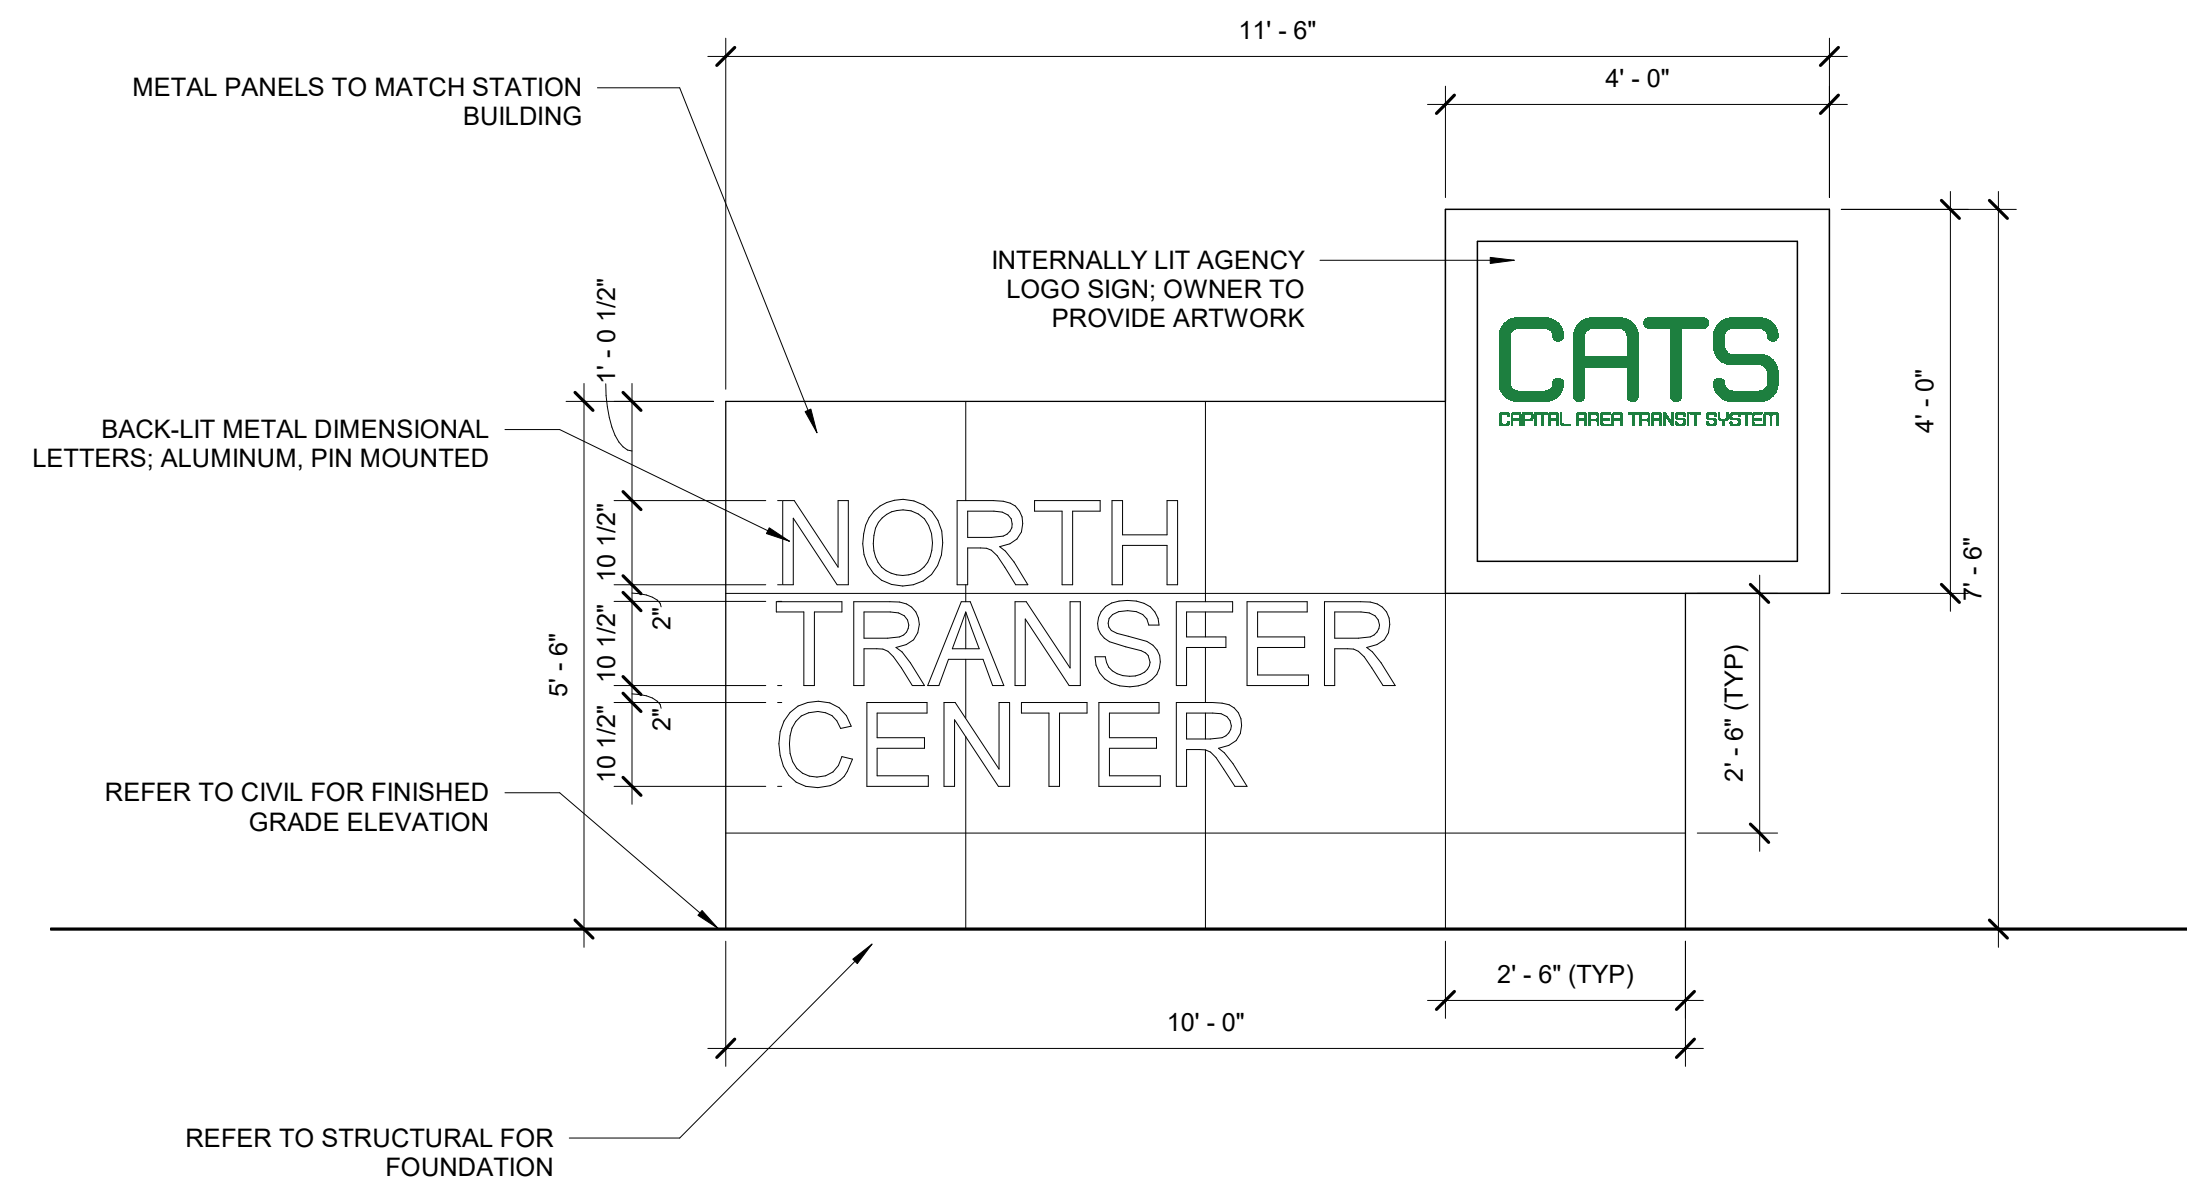 11' - 6"
4' - 0"
METAL PANELS TO MATCH STATION
BUILDING
INTERNALLY LIT AGENCY
LOGO SIGN; OWNER TO
PROVIDE ARTWORK
CATS
CAPITAL AREA TRANSIT SYSTEM
4' - 0"
7' - 6"
1' - 0 1/2"
BACK-LIT METAL DIMENSIONAL
LETTERS; ALUMINUM, PIN MOUNTED
10 1/2"
2"
10 1/2"
2"
10 1/2"
5' - 6"
NORTH
TRANSFER
CENTER
2' - 6" (TYP)
REFER TO CIVIL FOR FINISHED
GRADE ELEVATION
2' - 6" (TYP)
10' - 0"
REFER TO STRUCTURAL FOR
FOUNDATION